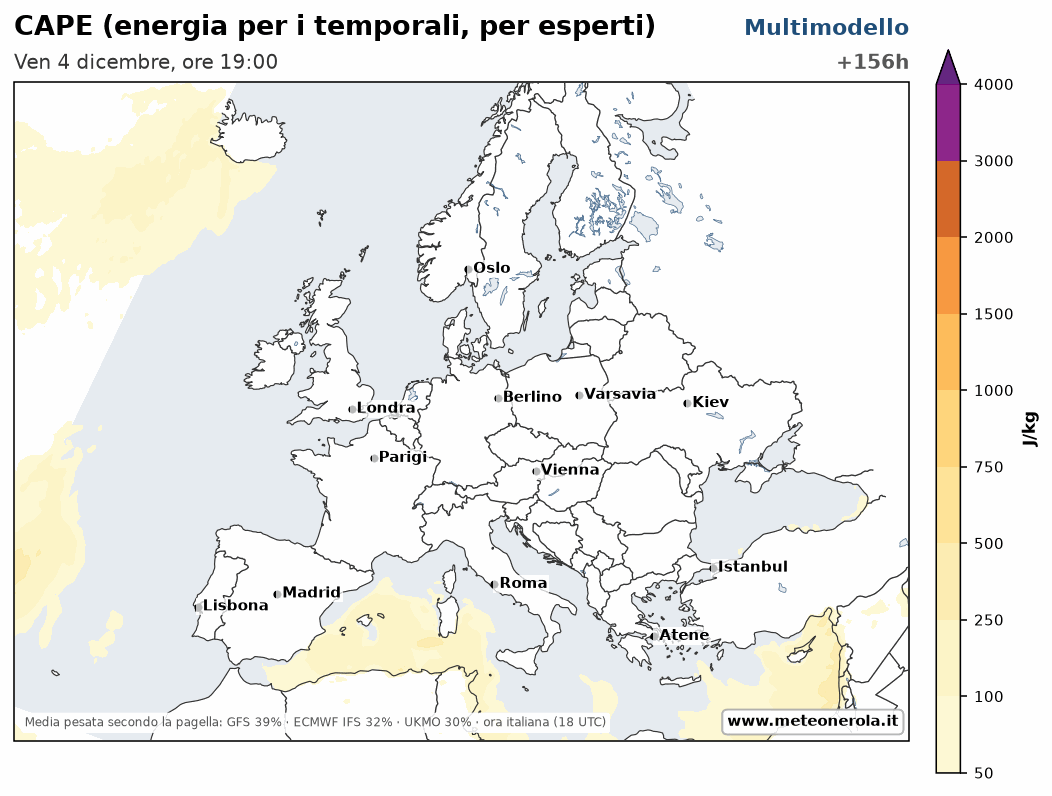 CAPE (energia per i temporali, per esperti)
Multimodello
Ven 4 dicembre, ore 19:00
+156h
4000
3000
2000
1500
1000
750
500
250
100
50
J/kg
Oslo
Berlino
Varsavia
Kiev
Londra
Parigi
Vienna
Istanbul
Roma
Madrid
Lisbona
Atene
Media pesata secondo la pagella: GFS 39% · ECMWF IFS 32% · UKMO 30% · ora italiana (18 UTC)
www.meteonerola.it